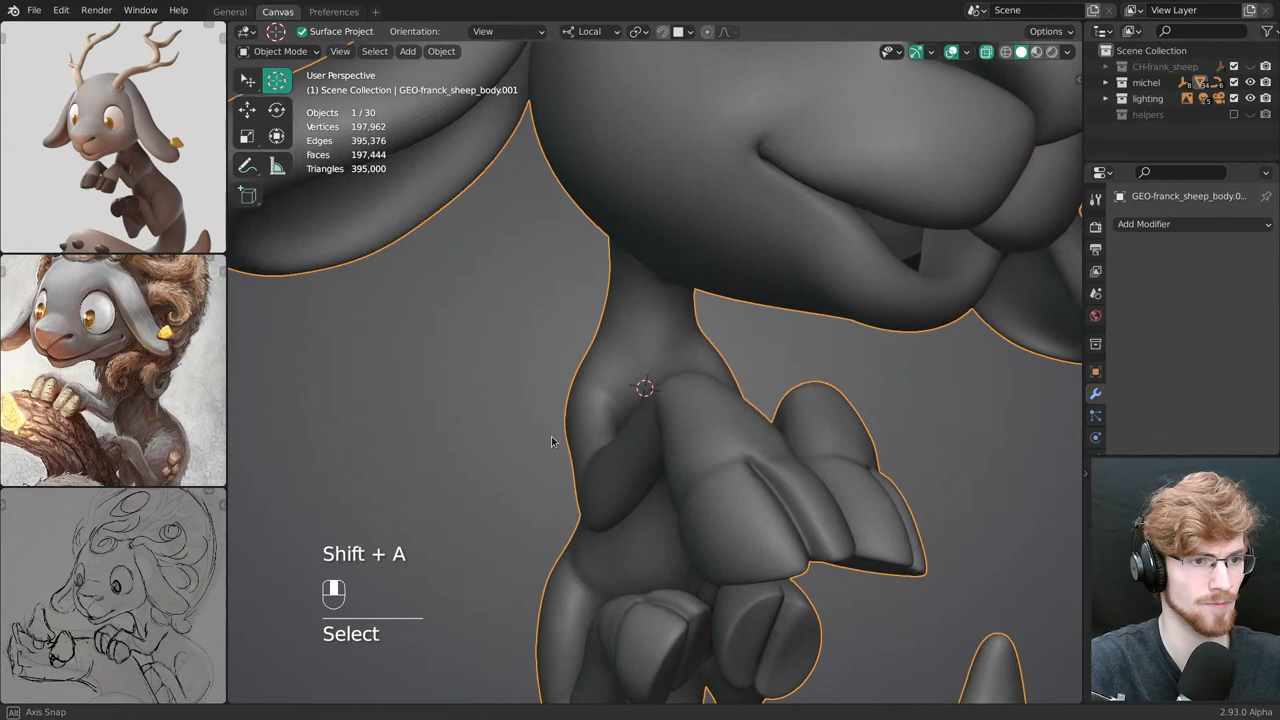 File Edit Render Window Help
General Canvas Preferences +
Scene
View Layer
Surface Project
Orientation: View
Local
Options
Object Mode View Select Add Object
User Perspective
(1) Scene Collection | GEO-franck_sheep_body.001
Objects 1 / 30
Vertices 197,962
Edges 395,376
Faces 197,444
Triangles 395,000
Scene Collection
CH-frank_sheep
michel
lighting
helpers
GEO-franck_sheep_body.0...
Add Modifier
Shift + A
Select
Alt Axis Snap
2.93.0 Alpha